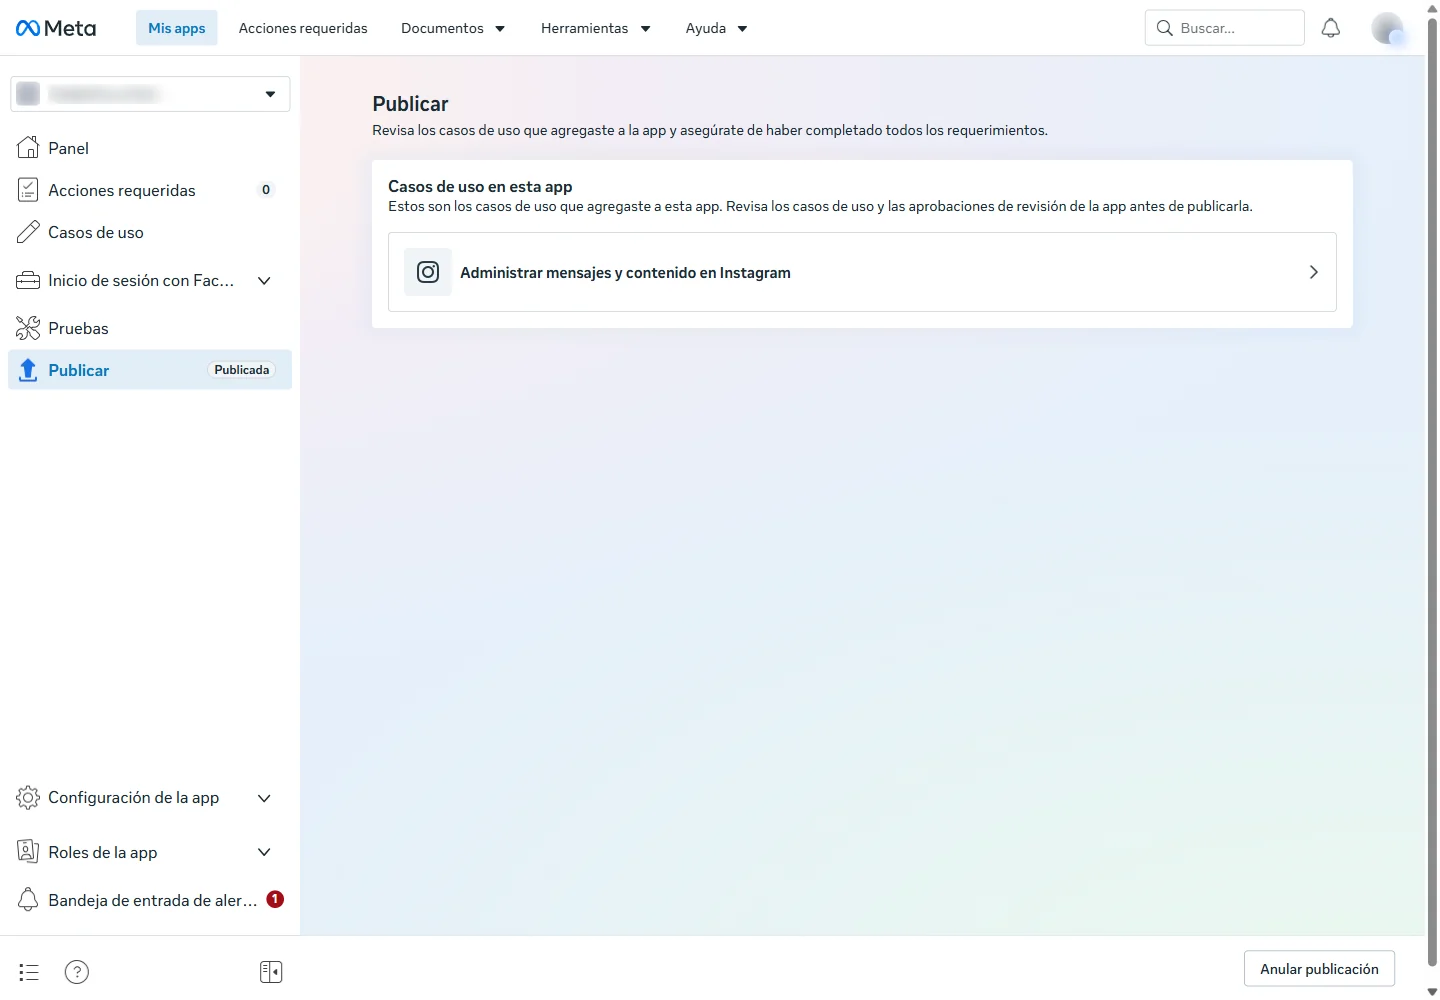 Meta
Mis apps
Acciones requeridas
Documentos
Herramientas
Ayuda
Buscar...
Panel
Acciones requeridas
0
Casos de uso
Inicio de sesión con Fac...
Pruebas
Publicar
Publicada
Configuración de la app
Roles de la app
Bandeja de entrada de aler...
1
Publicar
Revisa los casos de uso que agregaste a la app y asegúrate de haber completado todos los requerimientos.
Casos de uso en esta app
Estos son los casos de uso que agregaste a esta app. Revisa los casos de uso y las aprobaciones de revisión de la app antes de publicarla.
Administrar mensajes y contenido en Instagram
?
Anular publicación